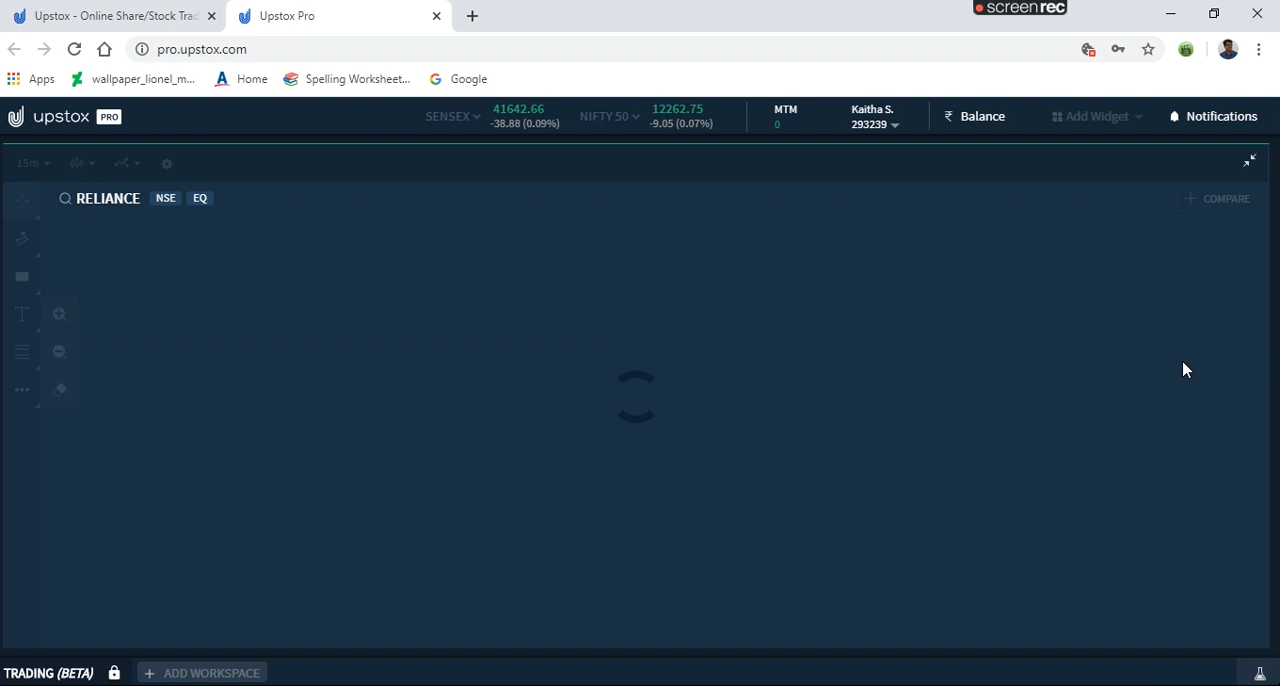 Upstox - Online Share/Stock Trad
Upstox Pro
screenrec
pro.upstox.com
Apps
wallpaper_lionel_m...
Home
Spelling Worksheet...
Google
upstox PRO
SENSEX 41642.66 -38.88 (0.09%)
NIFTY 50 12262.75 -9.05 (0.07%)
MTM 0
Kaitha S. 293239
₹ Balance
Add Widget
Notifications
15m
RELIANCE NSE EQ
+ COMPARE
T
TRADING (BETA)
+ ADD WORKSPACE